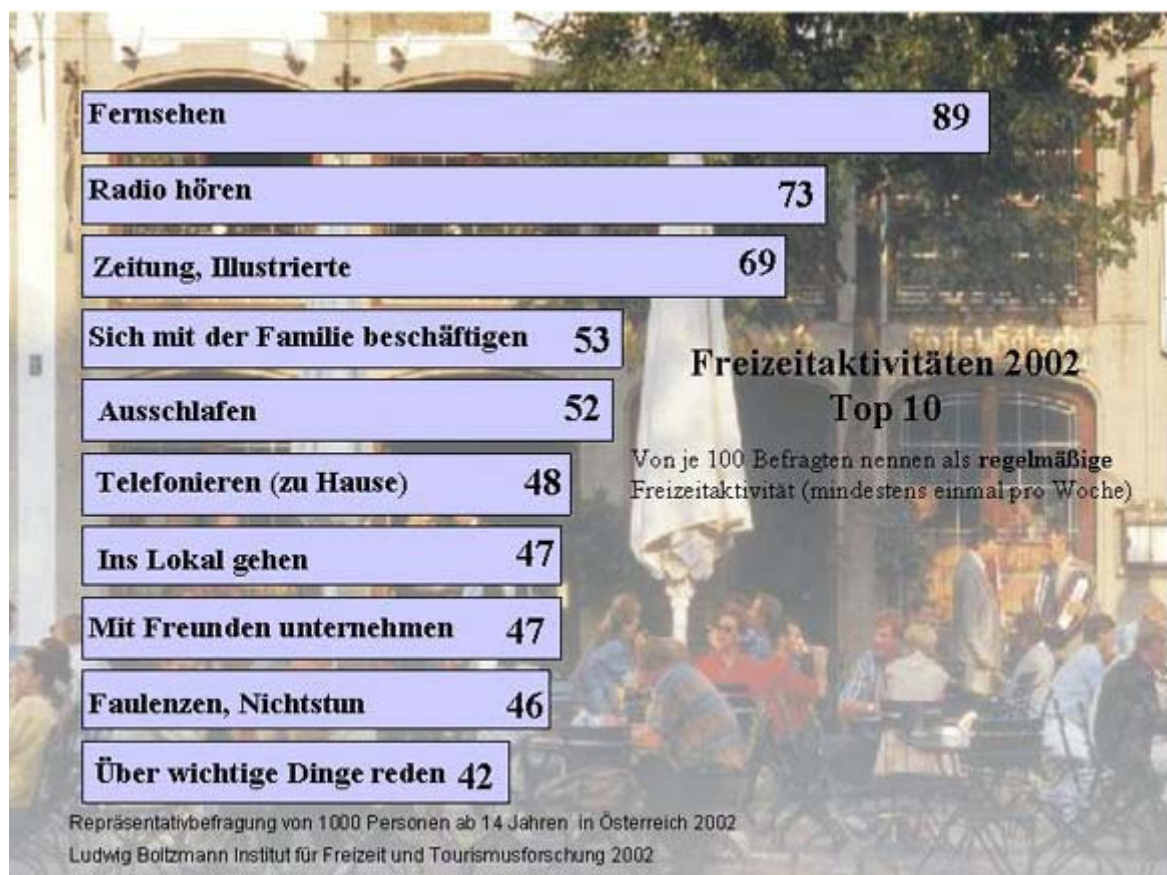 Fernsehen 89
Radio hören 73
Zeitung, Illustrierte 69
Sich mit der Familie beschäftigen 53
Ausschlafen 52
Telefonieren (zu Hause) 48
Ins Lokal gehen 47
Mit Freunden unternehmen 47
Faulenzen, Nichtstun 46
Über wichtige Dinge reden 42
Freizeitaktivitäten 2002
Top 10
Von je 100 Befragten nennen als regelmäßige
Freizeitaktivität (mindestens einmal pro Woche)
Repräsentativbefragung von 1000 Personen ab 14 Jahren in Österreich 2002
Ludwig Boltzmann Institut für Freizeit und Tourismusforschung 2002